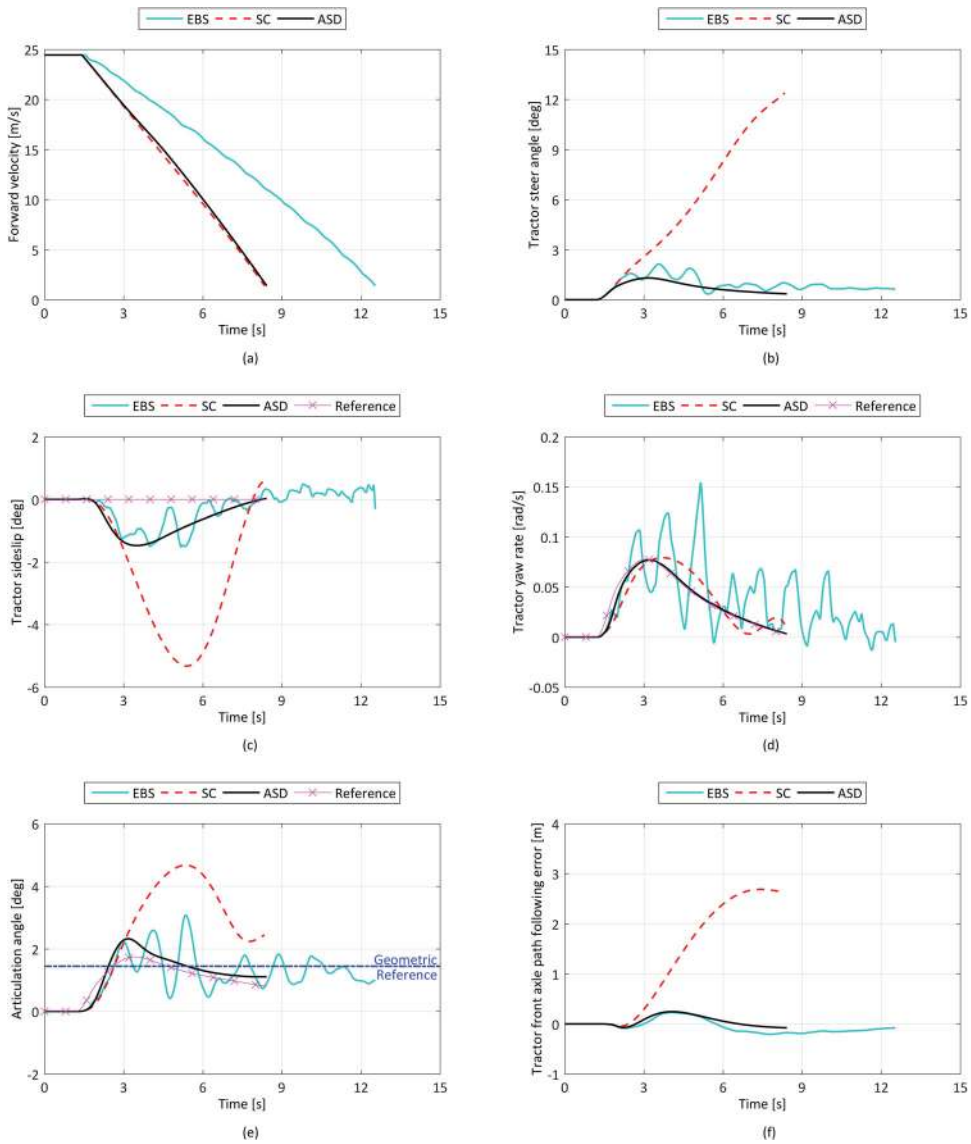 EBS SC ASD
EBS SC ASD
25
20
15
10
5
0
Forward velocity [m/s]
0 3 6 9 12 15
Time [s]
(a)
15
12
9
6
3
0
Tractor steer angle [deg]
0 3 6 9 12 15
Time [s]
(b)
EBS SC ASD Reference
EBS SC ASD Reference
2
0
-2
-4
-6
Tractor sideslip [deg]
0 3 6 9 12 15
Time [s]
(c)
0.2
0.15
0.1
0.05
0
-0.05
Tractor yaw rate [rad/s]
0 3 6 9 12 15
Time [s]
(d)
EBS SC ASD Reference
EBS SC ASD
6
4
2
0
-2
Articulation angle [deg]
Geometric
Reference
0 3 6 9 12 15
Time [s]
(e)
4
3
2
1
0
-1
Tractor front axle path following error [m]
0 3 6 9 12 15
Time [s]
(f)